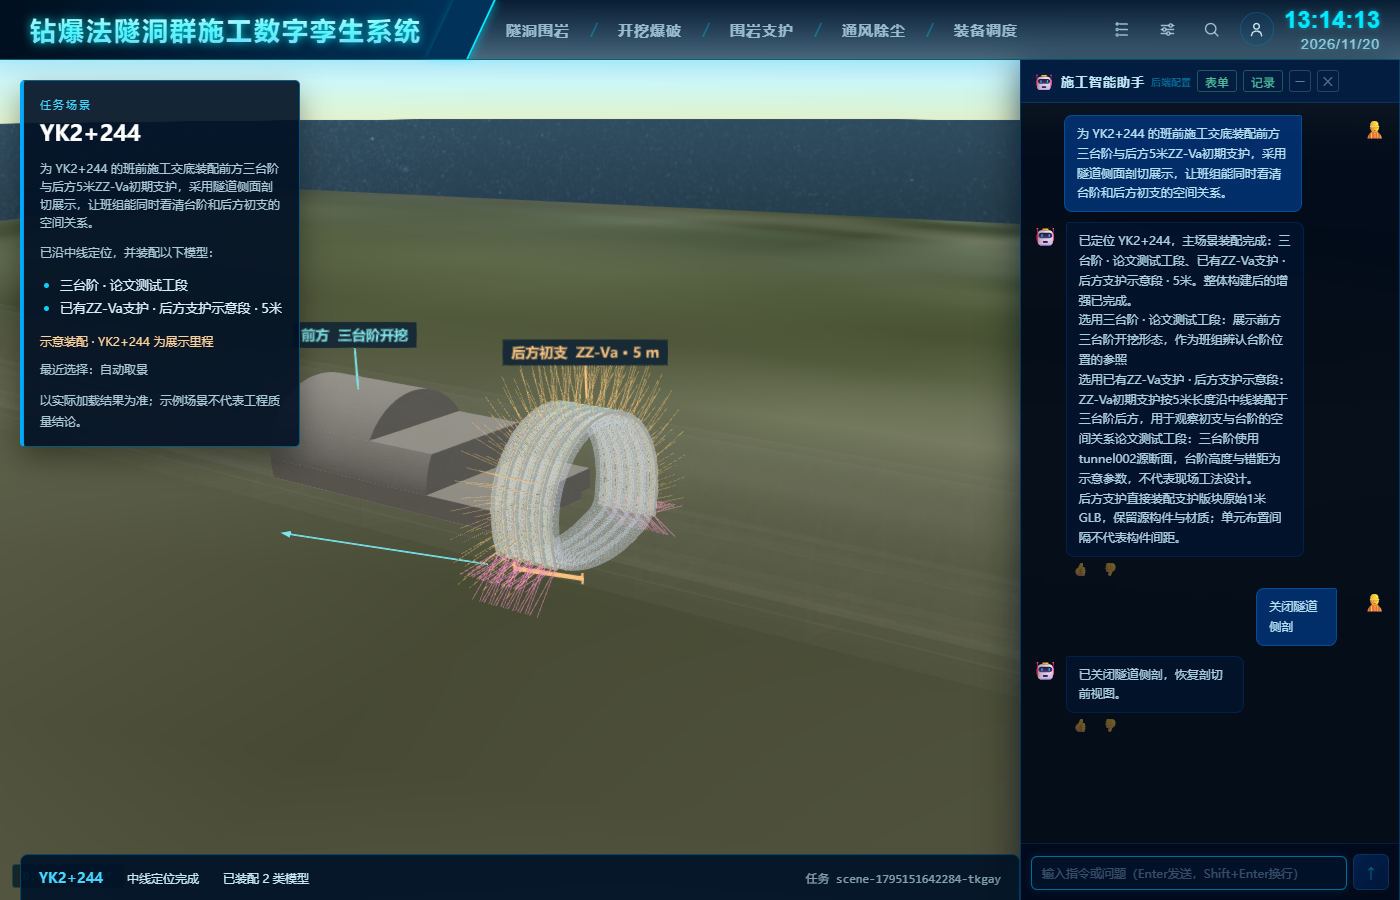 钻爆法隧洞群施工数字孪生系统
隧洞围岩 / 开挖爆破 / 围岩支护 / 通风除尘 / 装备调度
13:14:13
2026/11/20
任务场景
YK2+244
为 YK2+244 的班前施工交底装配前方三台阶
与后方5米ZZ-Va初期支护，采用隧道侧面剖
切展示，让班组能同时看清台阶和后方初支的
空间关系。
已沿中线定位，并装配以下模型：
• 三台阶 · 论文测试工段
• 已有ZZ-Va支护 · 后方支护示意段 · 5米
示意装配 · YK2+244 为展示里程
最近选择：自动取景
以实际加载结果为准；示例场景不代表工程质
量结论。
前方 三台阶开挖
后方初支 ZZ-Va · 5 m
施工智能助手 后端配置 表单 记录
为 YK2+244 的班前施工交底装配前方
三台阶与后方5米ZZ-Va初期支护，采用
隧道侧面剖切展示，让班组能同时看清
台阶和后方初支的空间关系。
已定位 YK2+244，主场景装配完成：三
台阶 · 论文测试工段、已有ZZ-Va支护 ·
后方支护示意段 · 5米。整体构建后的增
强已完成。
选用三台阶 · 论文测试工段：展示前方
三台阶开挖形态，作为班组辨认台阶位
置的参照
选用已有ZZ-Va支护 · 后方支护示意段：
ZZ-Va初期支护按5米长度沿中线装配于
三台阶后方，用于观察初支与台阶的空
间关系论文测试工段：三台阶使用
tunnel002源断面，台阶高度与错距为
示意参数，不代表现场工法设计。
后方支护直接装配支护版块原始1米
GLB，保留源构件与材质；单元布置间
隔不代表构件间距。
关闭隧道
侧剖
已关闭隧道侧剖，恢复剖切
前视图。
输入指令或问题（Enter发送，Shift+Enter换行）
YK2+244 中线定位完成 已装配 2 类模型
任务 scene-1795151642284-tkgay